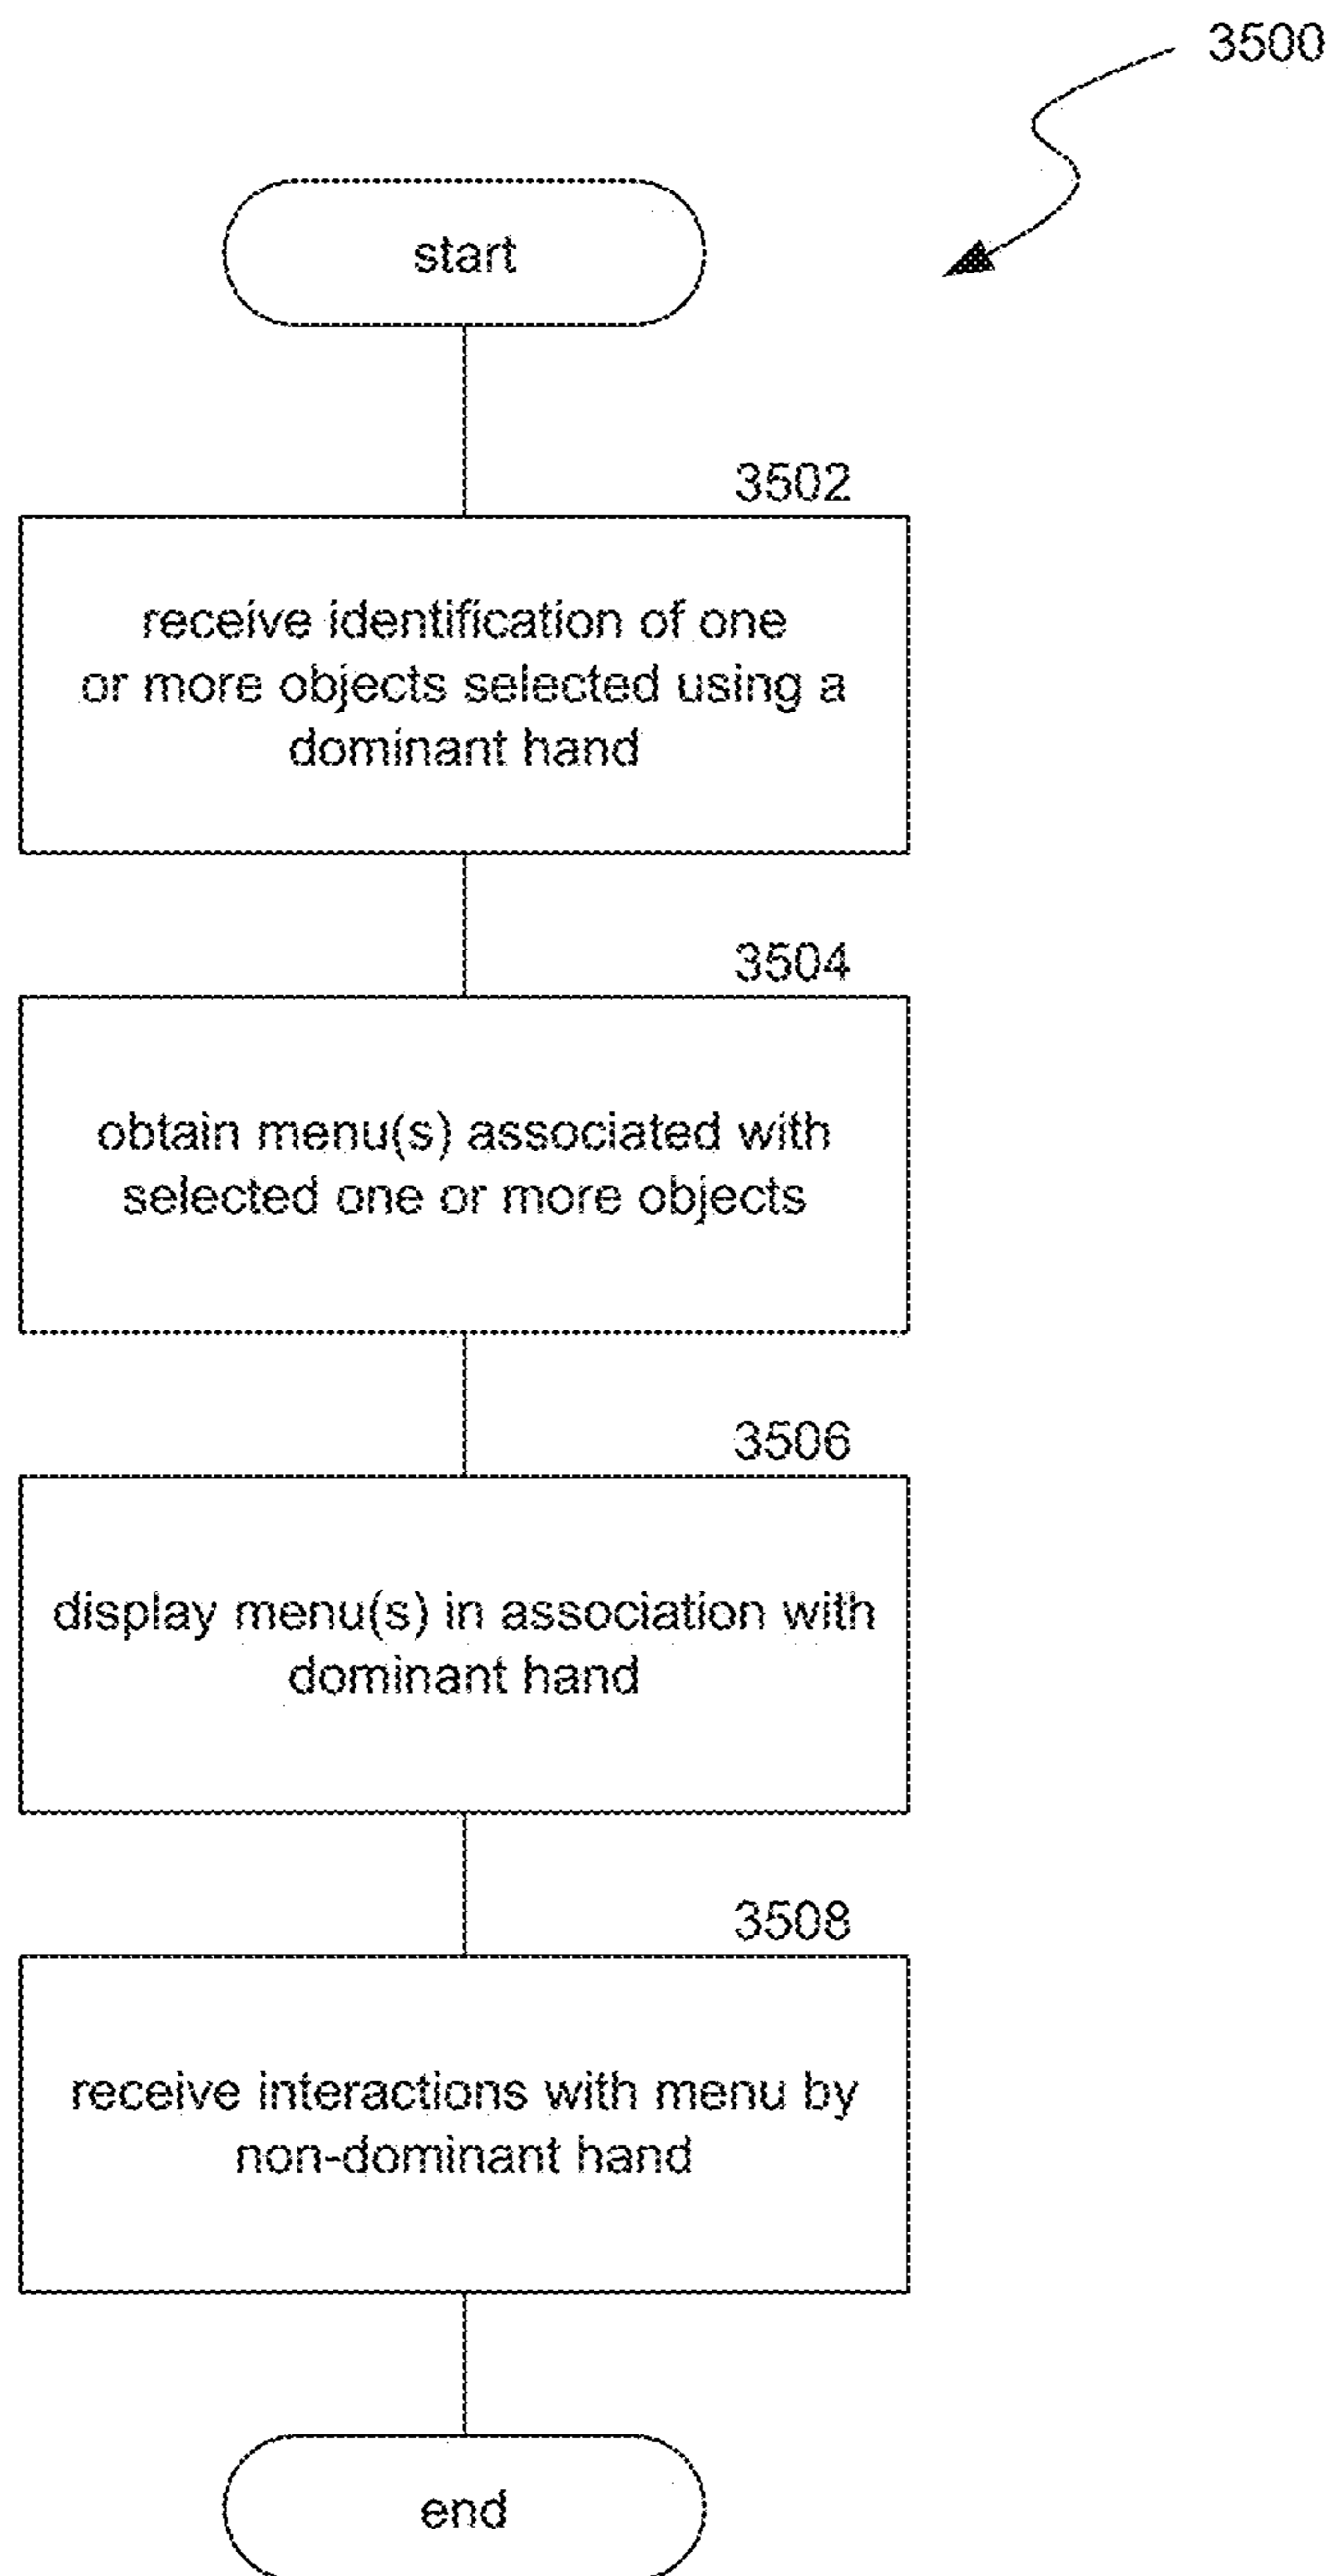 3500
start
3502
receive identification of one
or more objects selected using a
dominant hand
3504
obtain menu(s) associated with
selected one or more objects
3506
display menu(s) in association with
dominant hand
3508
receive interactions with menu by
non-dominant hand
end